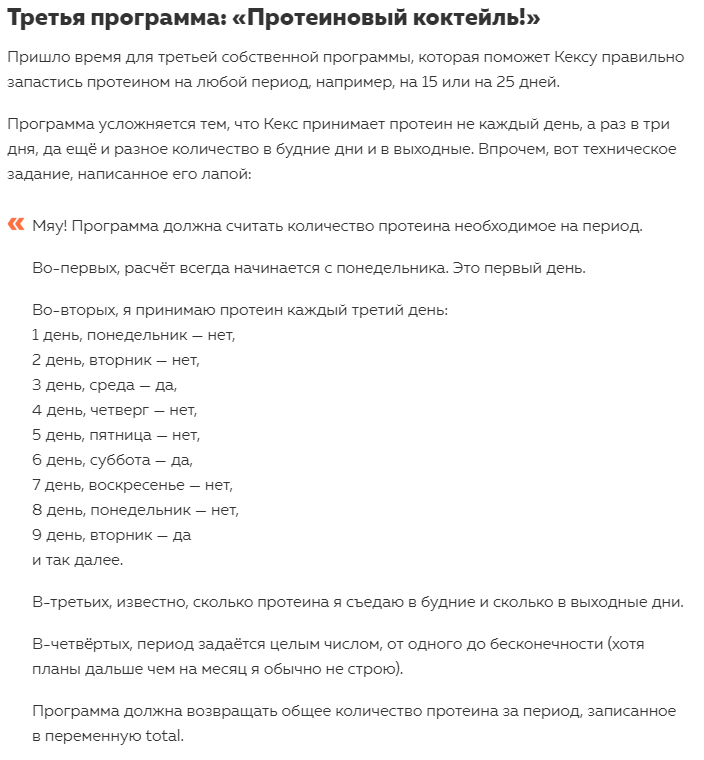 Третья программа: «Протеиновый коктейль!»
Пришло время для третьей собственной программы, которая поможет Кексу правильно
запастись протеином на любой период, например, на 15 или на 25 дней.
Программа усложняется тем, что Кекс принимает протеин не каждый день, а раз в три
дня, да ещё и разное количество в будние дни и в выходные. Впрочем, вот техническое
задание, написанное его лапой:
« Мяу! Программа должна считать количество протеина необходимое на период.
Во-первых, расчёт всегда начинается с понедельника. Это первый день.
Во-вторых, я принимаю протеин каждый третий день:
1 день, понедельник — нет,
2 день, вторник — нет,
3 день, среда — да,
4 день, четверг — нет,
5 день, пятница — нет,
6 день, суббота — да,
7 день, воскресенье — нет,
8 день, понедельник — нет,
9 день, вторник — да
и так далее.
В-третьих, известно, сколько протеина я съедаю в будние и сколько в выходные дни.
В-четвёртых, период задаётся целым числом, от одного до бесконечности (хотя
планы дальше чем на месяц я обычно не строю).
Программа должна возвращать общее количество протеина за период, записанное
в переменную total.